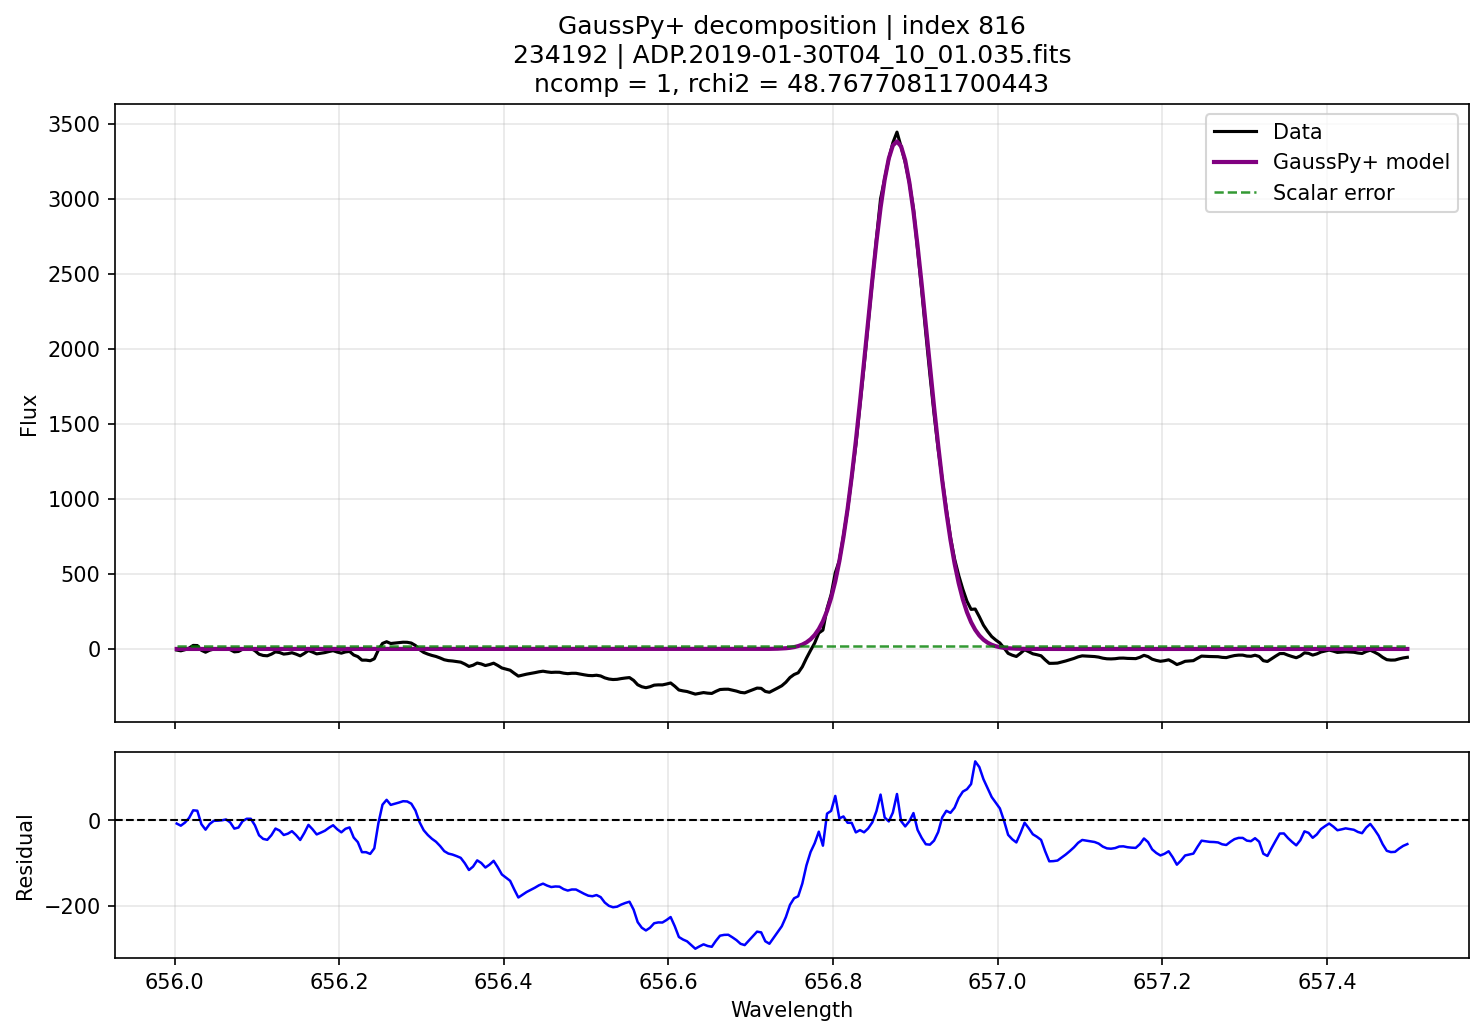 GaussPy+ decomposition | index 816
234192 | ADP.2019-01-30T04_10_01.035.fits
ncomp = 1, rchi2 = 48.76770811700443
Data
GaussPy+ model
Scalar error
3500
3000
2500
2000
1500
1000
500
0
Flux
0
−200
Residual
656.0
656.2
656.4
656.6
656.8
657.0
657.2
657.4
Wavelength